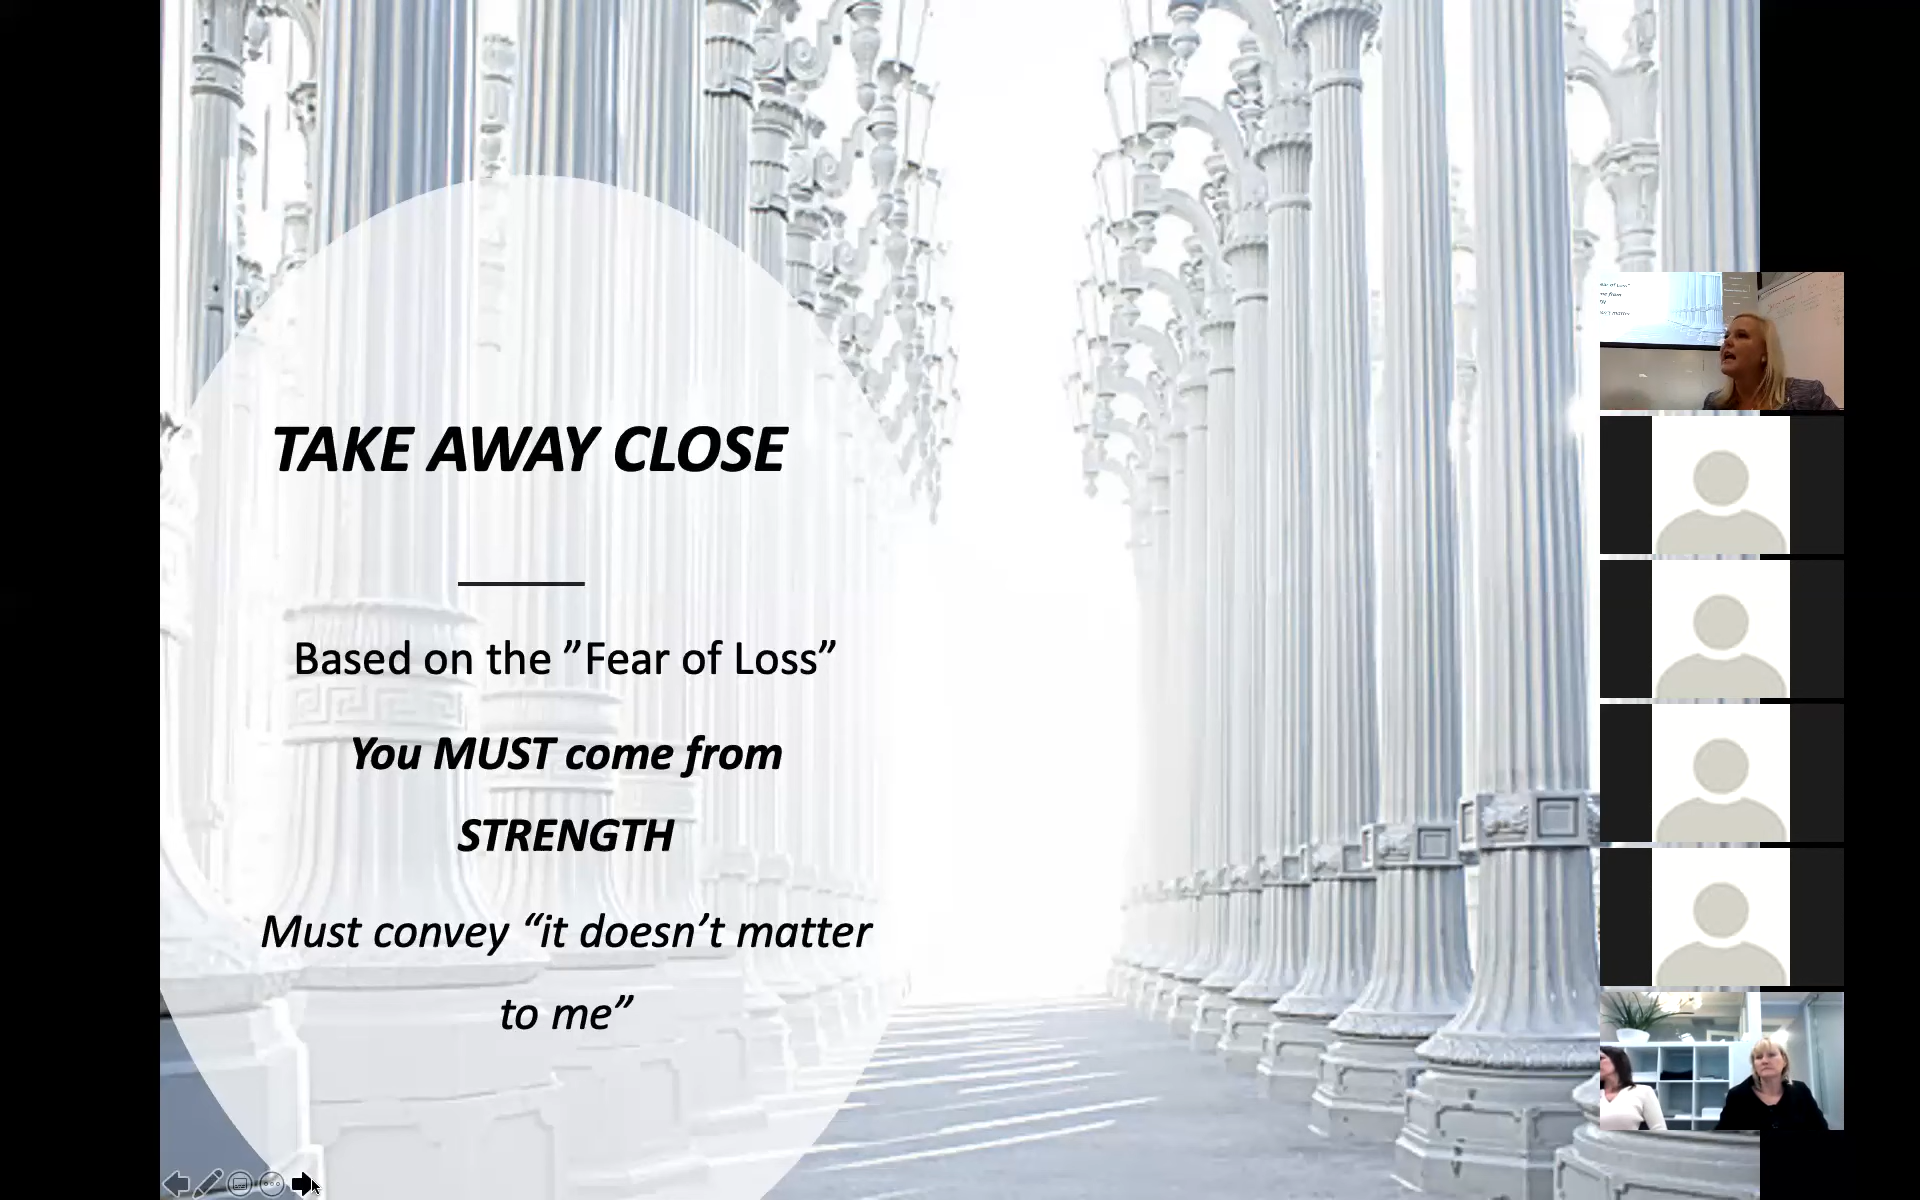 TAKE AWAY CLOSE
Based on the ”Fear of Loss”
You MUST come from
STRENGTH
Must convey “it doesn’t matter
to me”